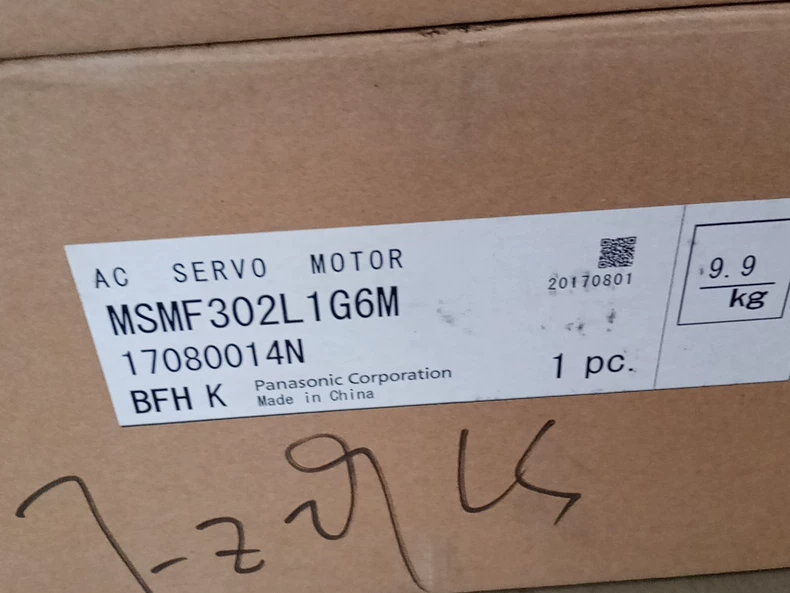 AC SERVO MOTOR
20170801
MSMF302L1G6M
17080014N
BFH K
Panasonic Corporation
Made in China
1 pc.
9.9
kg